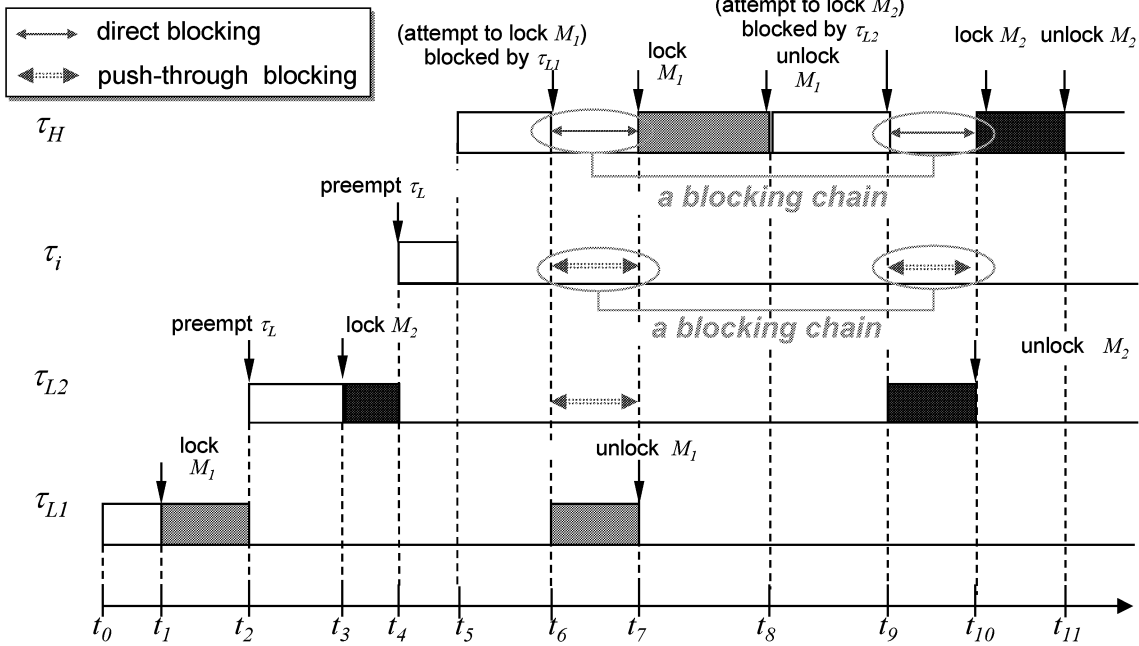 direct blocking
push-through blocking
(attempt to lock M1)
blocked by τL1
lock
M1
(attempt to lock M2)
blocked by τL2
unlock
M1
lock M2
unlock M2
τH
a blocking chain
preempt τL
τi
a blocking chain
preempt τL
lock M2
unlock M2
τL2
lock
M1
unlock M1
τL1
t0 t1 t2 t3 t4 t5 t6 t7 t8 t9 t10 t11